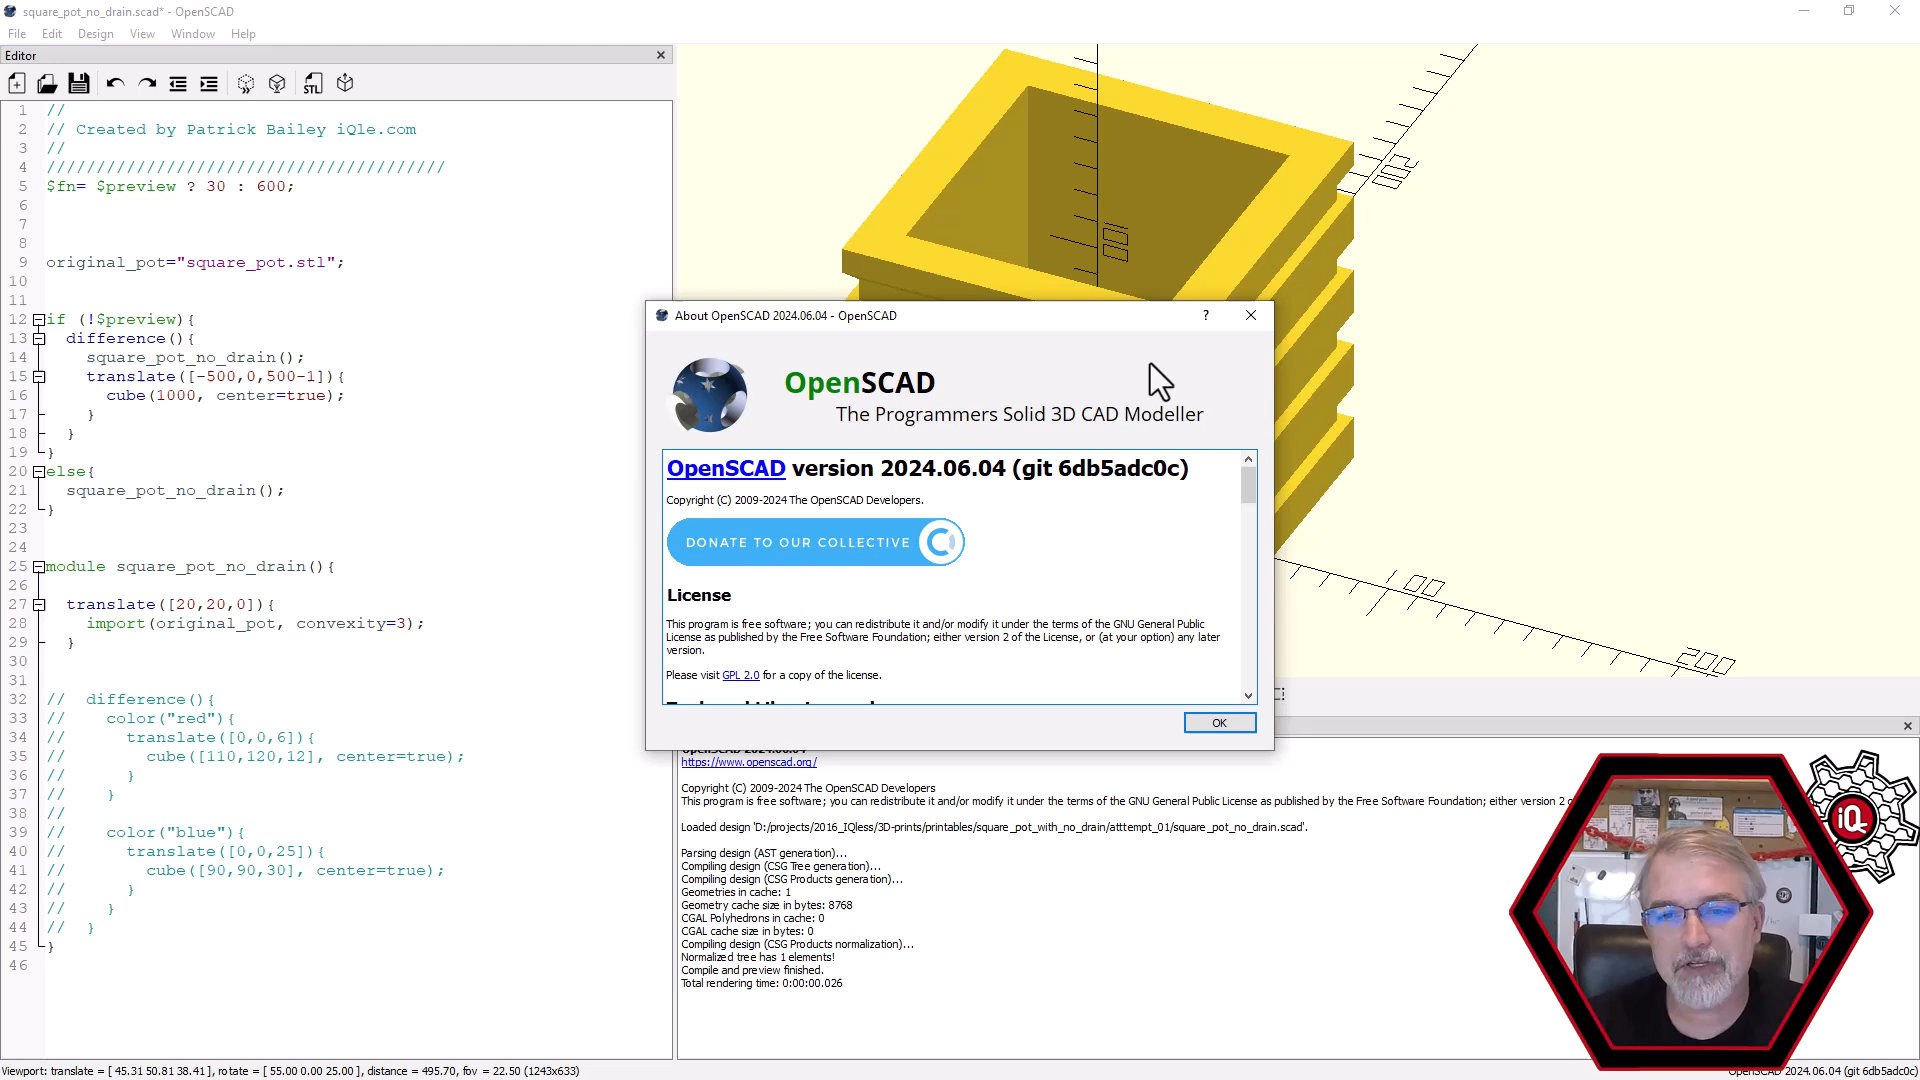 square_pot_no_drain.scad* - OpenSCAD
File Edit Design View Window Help
Editor
STL
1 //
2 // Created by Patrick Bailey iQle.com
3 //
4 ////////////////////////////////////////
5 $fn= $preview ? 30 : 600;
6
7
8
9 original_pot="square_pot.stl";
10
11
12 if (!$preview){
13 difference(){
14 square_pot_no_drain();
15 translate([-500,0,500-1]){
16 cube(1000, center=true);
17 }
18 }
19 }
20 else{
21 square_pot_no_drain();
22 }
23
24
25 module square_pot_no_drain(){
26
27 translate([20,20,0]){
28 import(original_pot, convexity=3);
29 }
30
31
32 // difference(){
33 // color("red"){
34 // translate([0,0,6]){
35 // cube([110,120,12], center=true);
36 // }
37 // }
38 //
39 // color("blue"){
40 // translate([0,0,25]){
41 // cube([90,90,30], center=true);
42 // }
43 // }
44 // }
45 }
46
100
100
100
200
About OpenSCAD 2024.06.04 - OpenSCAD
?
OpenSCAD
The Programmers Solid 3D CAD Modeller
OpenSCAD version 2024.06.04 (git 6db5adc0c)
Copyright (C) 2009-2024 The OpenSCAD Developers.
DONATE TO OUR COLLECTIVE
License
This program is free software; you can redistribute it and/or modify it under the terms of the GNU General Public
License as published by the Free Software Foundation; either version 2 of the License, or (at your option) any later
version.
Please visit GPL 2.0 for a copy of the license.
OK
OpenSCAD 2024.06.04
https://www.openscad.org/
Copyright (C) 2009-2024 The OpenSCAD Developers
This program is free software; you can redistribute it and/or modify it under the terms of the GNU General Public License as published by the Free Software Foundation; either version 2
Loaded design 'D:/projects/2016_IQless/3D-prints/printables/square_pot_with_no_drain/atttempt_01/square_pot_no_drain.scad'.
Parsing design (AST generation)...
Compiling design (CSG Tree generation)...
Compiling design (CSG Products generation)...
Geometries in cache: 1
Geometry cache size in bytes: 8768
CGAL Polyhedrons in cache: 0
CGAL cache size in bytes: 0
Compiling design (CSG Products normalization)...
Normalized tree has 1 elements!
Compile and preview finished.
Total rendering time: 0:00:00.026
iQ
Viewport: translate = [ 45.31 50.81 38.41 ], rotate = [ 55.00 0.00 25.00 ], distance = 495.70, fov = 22.50 (1243x633)
OpenSCAD 2024.06.04 (git 6db5adc0c)